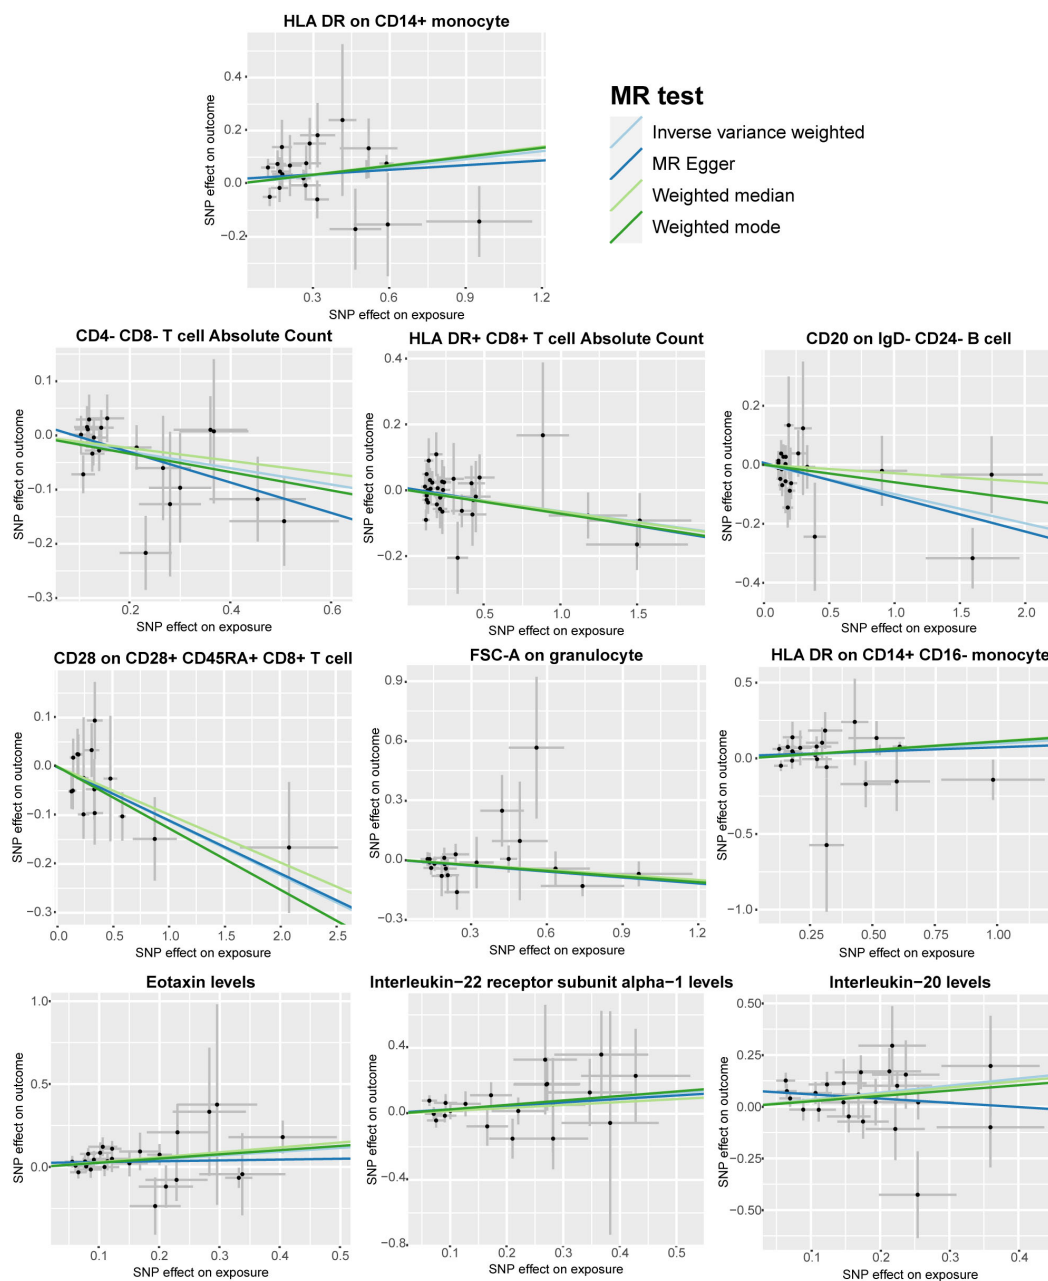 HLA DR on CD14+ monocyte
SNP effect on outcome
0.4
0.2
0.0
−0.2
0.3 0.6 0.9 1.2
SNP effect on exposure
MR test
Inverse variance weighted
MR Egger
Weighted median
Weighted mode
CD4- CD8- T cell Absolute Count
SNP effect on outcome
0.1
0.0
−0.1
−0.2
−0.3
0.2 0.4 0.6
SNP effect on exposure
HLA DR+ CD8+ T cell Absolute Count
SNP effect on outcome
0.4
0.2
0.0
−0.2
0.5 1.0 1.5
SNP effect on exposure
CD20 on IgD- CD24- B cell
SNP effect on outcome
0.2
0.0
−0.2
−0.4
0.0 0.5 1.0 1.5 2.0
SNP effect on exposure
CD28 on CD28+ CD45RA+ CD8+ T cell
SNP effect on outcome
0.1
0.0
−0.1
−0.2
−0.3
0.0 0.5 1.0 1.5 2.0 2.5
SNP effect on exposure
FSC-A on granulocyte
SNP effect on outcome
0.9
0.6
0.3
0.0
−0.3
0.3 0.6 0.9 1.2
SNP effect on exposure
HLA DR on CD14+ CD16- monocyte
SNP effect on outcome
0.5
0.0
−0.5
−1.0
0.25 0.50 0.75 1.00
SNP effect on exposure
Eotaxin levels
SNP effect on outcome
1.0
0.5
0.0
0.1 0.2 0.3 0.4 0.5
SNP effect on exposure
Interleukin−22 receptor subunit alpha−1 levels
SNP effect on outcome
0.4
0.0
−0.4
−0.8
0.1 0.2 0.3 0.4 0.5
SNP effect on exposure
Interleukin−20 levels
SNP effect on outcome
0.50
0.25
0.00
−0.25
−0.50
0.1 0.2 0.3 0.4
SNP effect on exposure